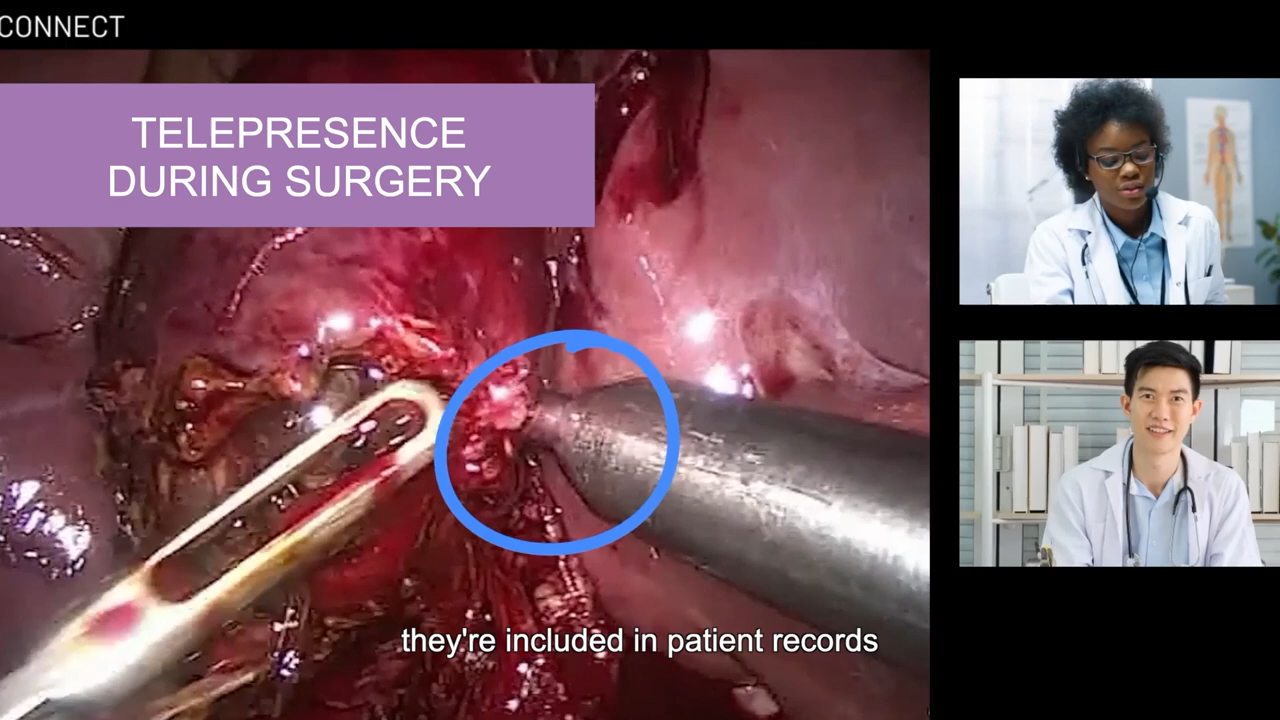 CONNECT
TELEPRESENCE
DURING SURGERY
they're included in patient records